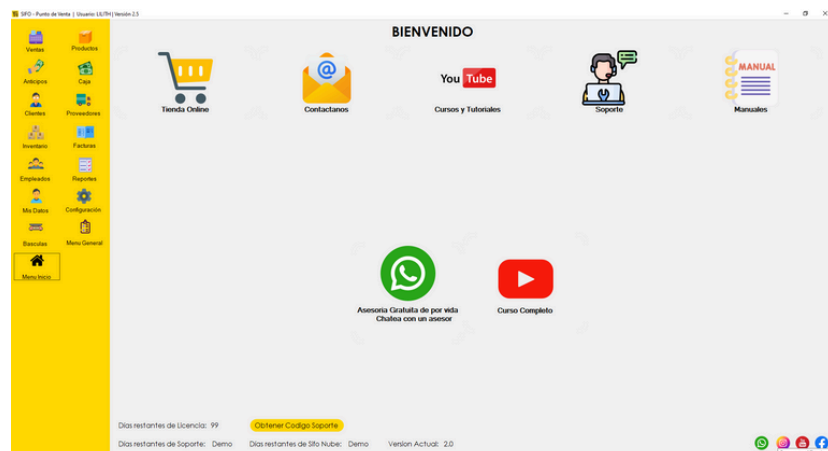 SIFO - Punto de Venta | Usuario: LILITH | Versión 2.5
BIENVENIDO
Ventas
Productos
Anticipos
Caja
Clientes
Proveedores
Inventario
Facturas
Empleados
Reportes
Mis Datos
Configuración
Basculas
Menu General
Menu Inicio
Tienda Online
Contactanos
You Tube
Cursos y Tutoriales
Soporte
MANUAL
Manuales
Asesoria Gratuita de por vida
Chatea con un asesor
Curso Completo
Días restantes de Licencia: 99
Obtener Codigo Soporte
Días restantes de Soporte: Demo
Días restantes de Sifo Nube: Demo
Version Actual: 2.0